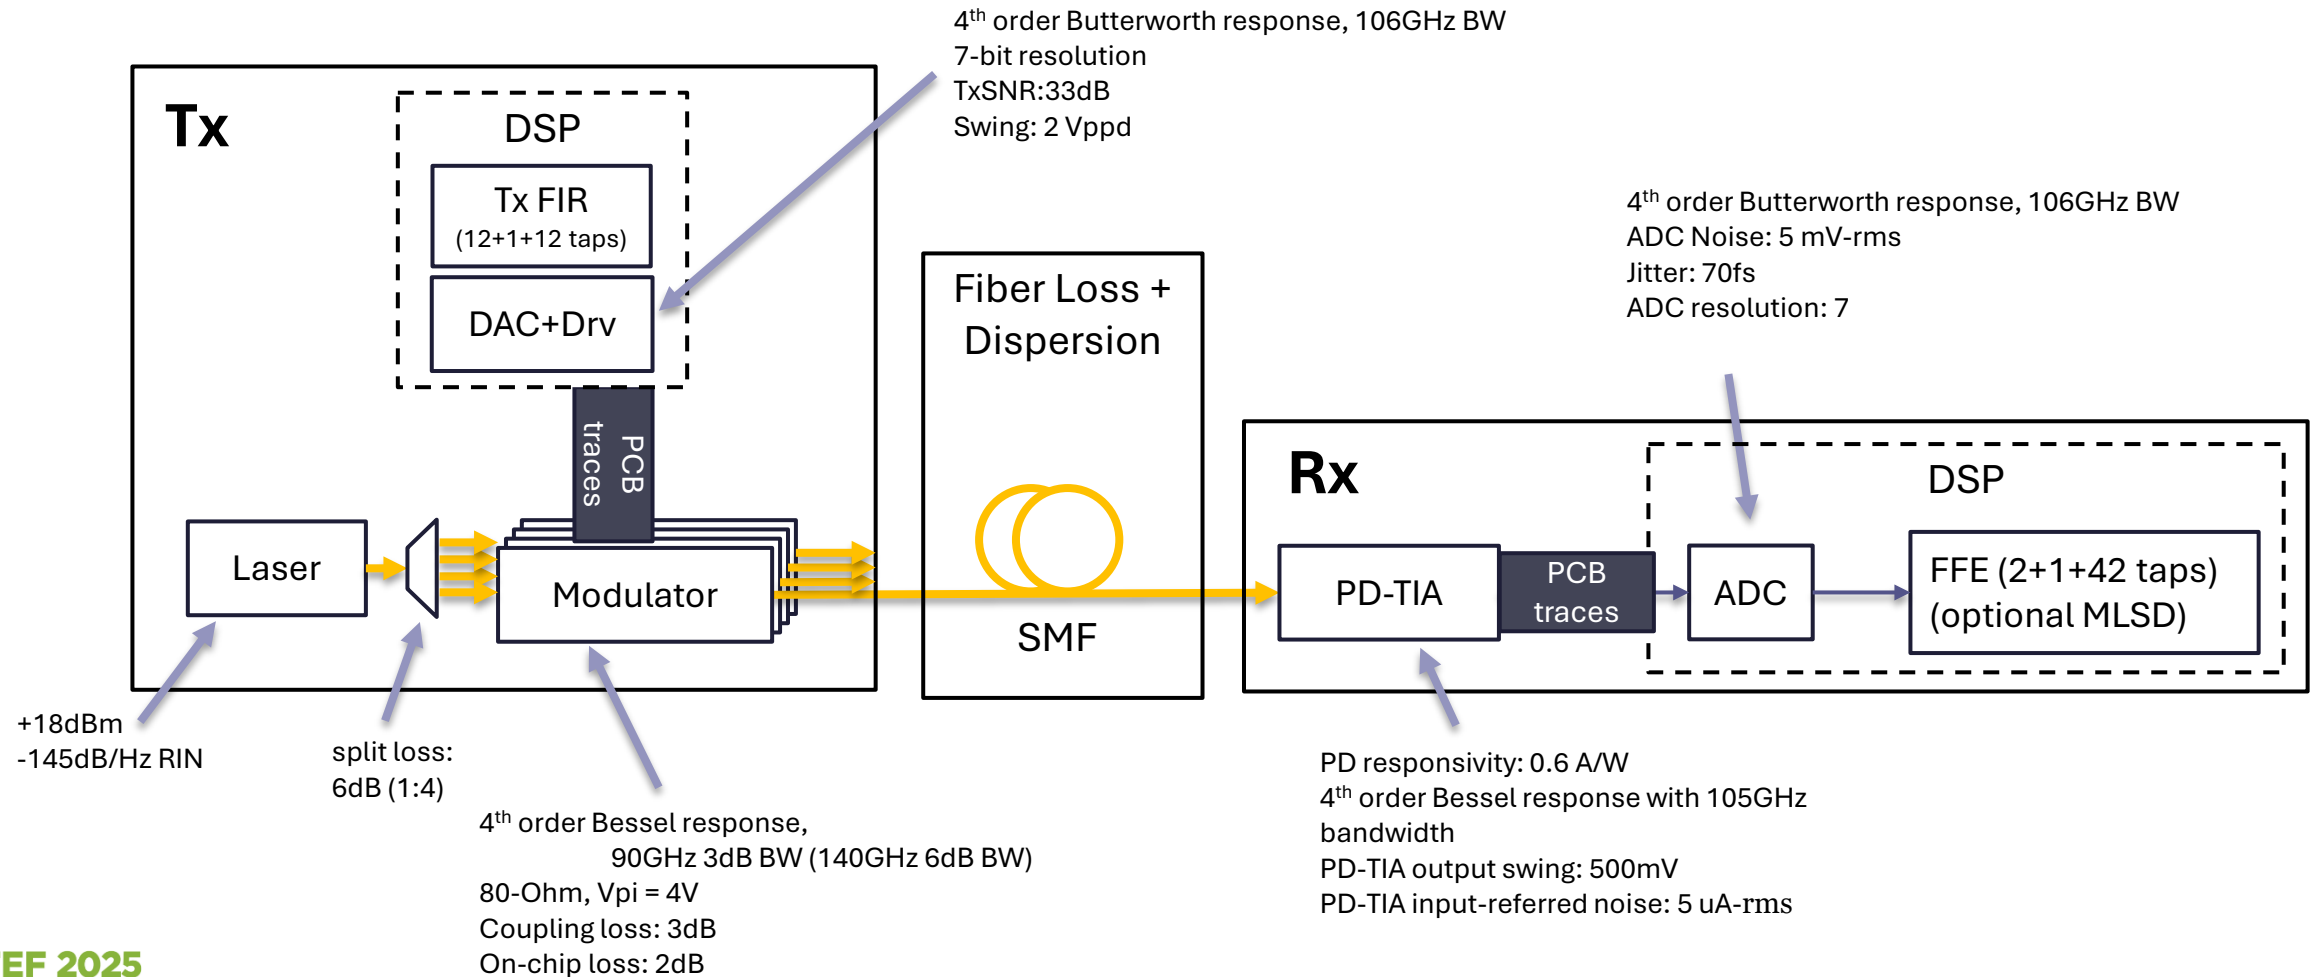 4th order Butterworth response, 106GHz BW
7-bit resolution
TxSNR:33dB
Swing: 2 Vppd
Tx
DSP
Tx FIR
(12+1+12 taps)
DAC+Drv
PCB
traces
Laser
Modulator
+18dBm
-145dB/Hz RIN
split loss:
6dB (1:4)
4th order Bessel response,
90GHz 3dB BW (140GHz 6dB BW)
80-Ohm, Vpi = 4V
Coupling loss: 3dB
On-chip loss: 2dB
Fiber Loss +
Dispersion
SMF
4th order Butterworth response, 106GHz BW
ADC Noise: 5 mV-rms
Jitter: 70fs
ADC resolution: 7
Rx
DSP
PD-TIA
PCB
traces
ADC
FFE (2+1+42 taps)
(optional MLSD)
PD responsivity: 0.6 A/W
4th order Bessel response with 105GHz
bandwidth
PD-TIA output swing: 500mV
PD-TIA input-referred noise: 5 uA-rms
EF 2025